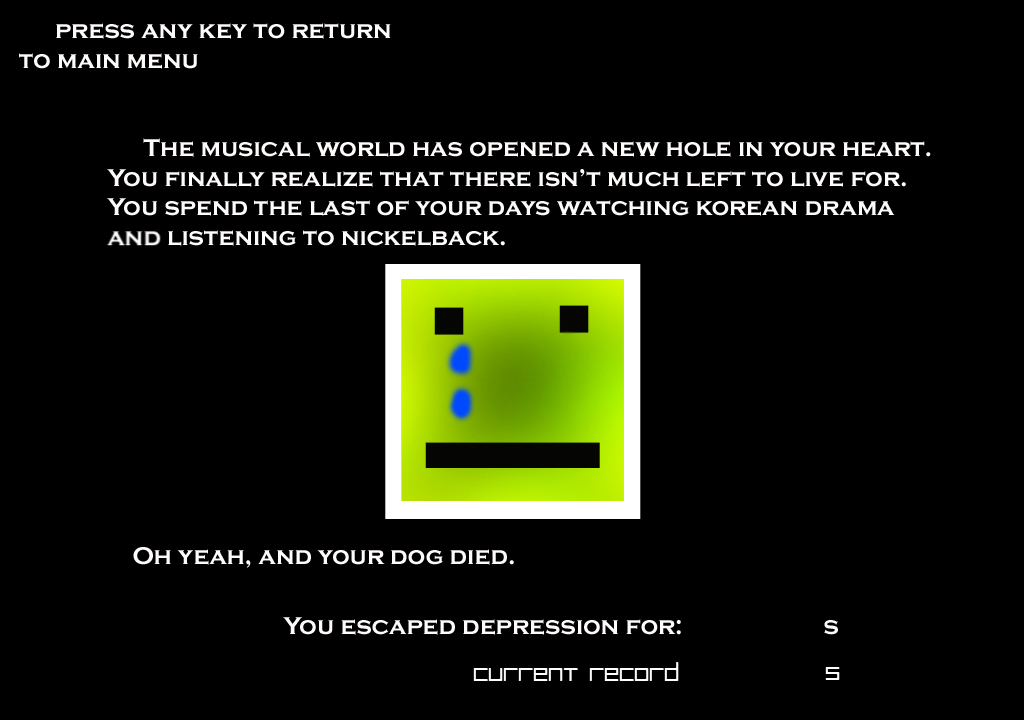 PRESS ANY KEY TO RETURN
TO MAIN MENU
THE MUSICAL WORLD HAS OPENED A NEW HOLE IN YOUR HEART.
YOU FINALLY REALIZE THAT THERE ISN'T MUCH LEFT TO LIVE FOR.
YOU SPEND THE LAST OF YOUR DAYS WATCHING KOREAN DRAMA
AND LISTENING TO NICKELBACK.
OH YEAH, AND YOUR DOG DIED.
YOU ESCAPED DEPRESSION FOR: S
current record s